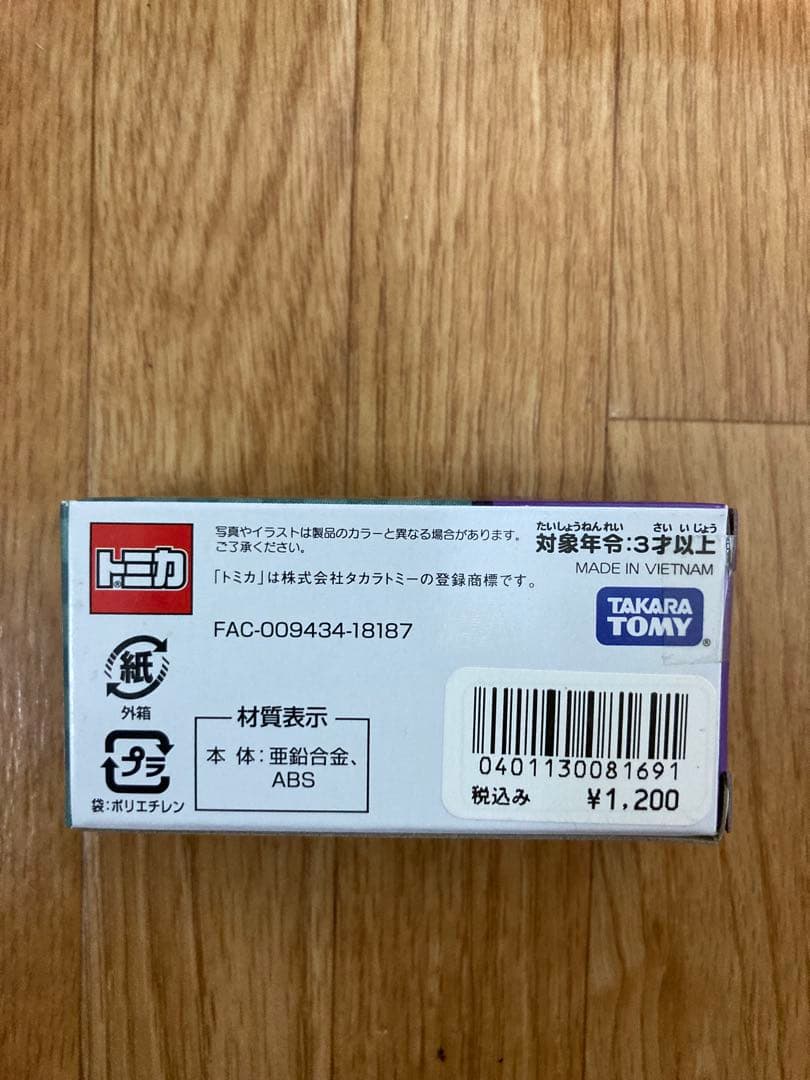 トミカ®
写真やイラストは製品のカラーと異なる場合があります。
ご了承ください。
「トミカ」は株式会社タカラトミーの登録商標です。
FAC-009434-18187
たいしょうねんれい さいいじょう
対象年令:3才以上
MADE IN VIETNAM
TAKARA
TOMY®
紙
外箱
プラ
袋:ポリエチレン
材質表示
本 体:亜鉛合金、
ABS
0401130081691
税込み ¥1,200